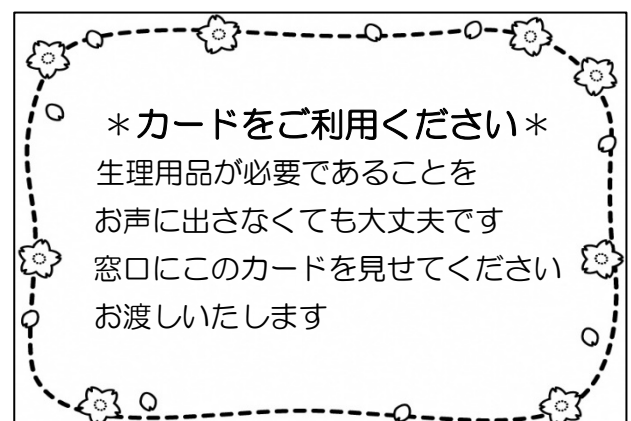 ＊カードをご利用ください＊
生理用品が必要であることを
お声に出さなくても大丈夫です
窓口にこのカードを見せてください
お渡しいたします